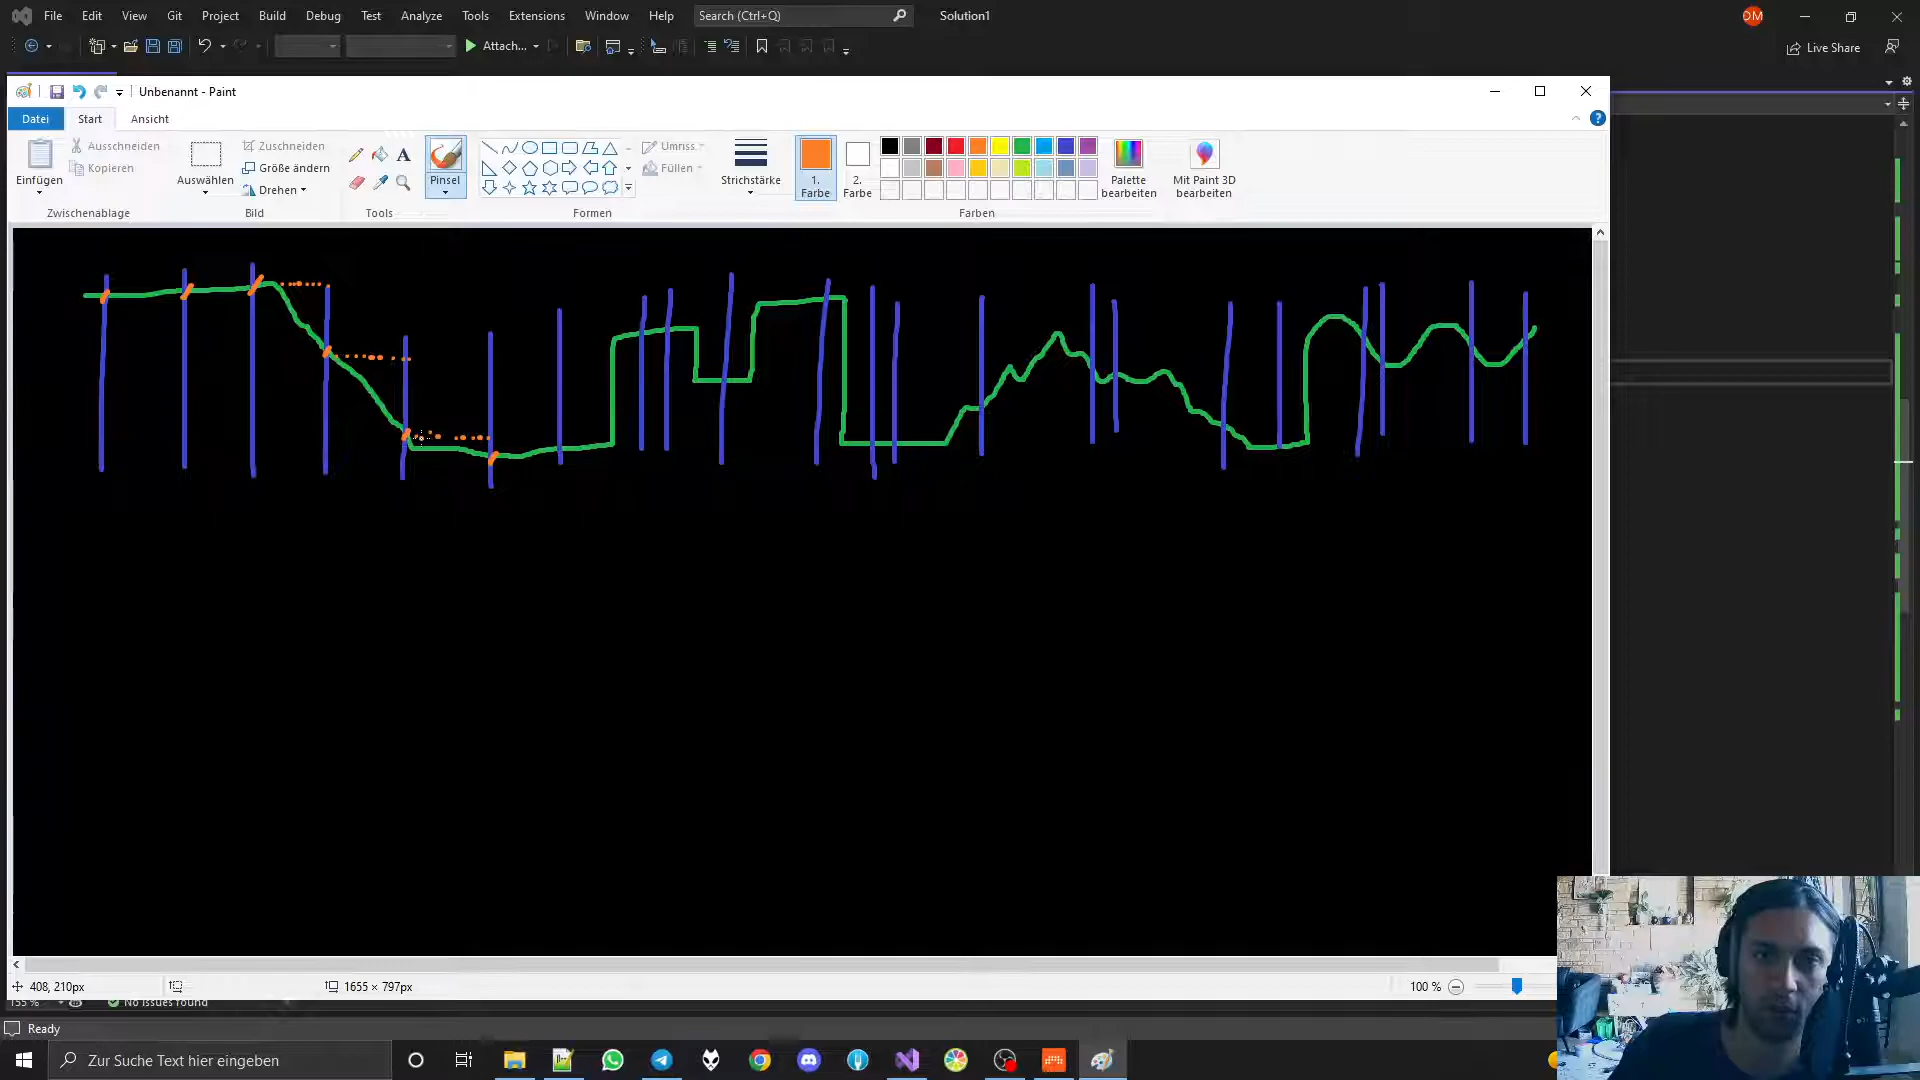 File Edit View Git Project Build Debug Test Analyze Tools Extensions Window Help Search (Ctrl+Q) Solution1 DM
Attach... Live Share
Unbenannt - Paint
Datei Start Ansicht
Einfügen
Ausschneiden
Kopieren
Zwischenablage
Auswählen
Zuschneiden
Größe ändern
Drehen
Bild
A
Tools
Pinsel
Formen
Umriss
Füllen
Strichstärke
1. Farbe
2. Farbe
Palette bearbeiten
Mit Paint 3D bearbeiten
Farben
408, 210px 1655 × 797px 100 %
155 % No issues found
Ready
Zur Suche Text hier eingeben